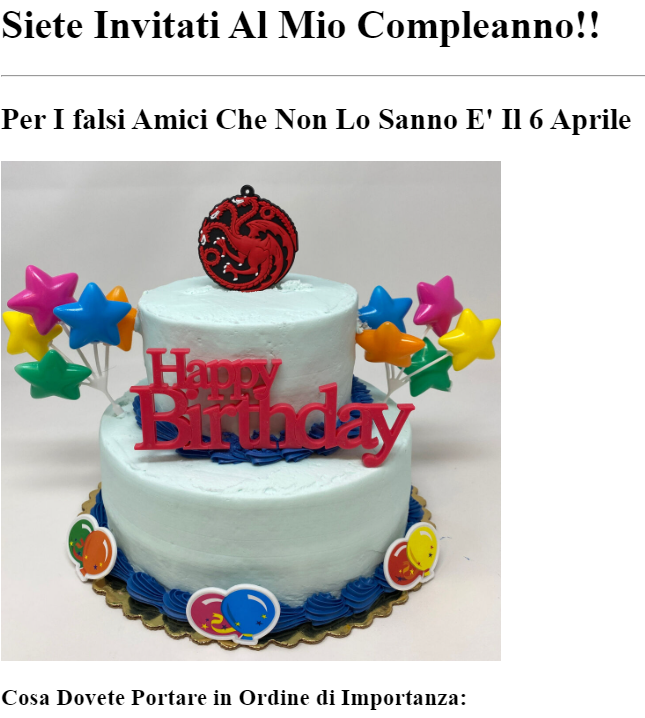 Siete Invitati Al Mio Compleanno!!
Per I falsi Amici Che Non Lo Sanno E' Il 6 Aprile
Happy
Birthday
Cosa Dovete Portare in Ordine di Importanza: